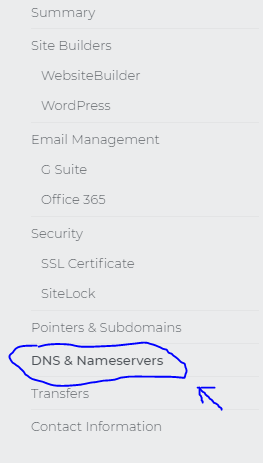 Summary
Site Builders
WebsiteBuilder
WordPress
Email Management
G Suite
Office 365
Security
SSL Certificate
SiteLock
Pointers & Subdomains
DNS & Nameservers
Transfers
Contact Information